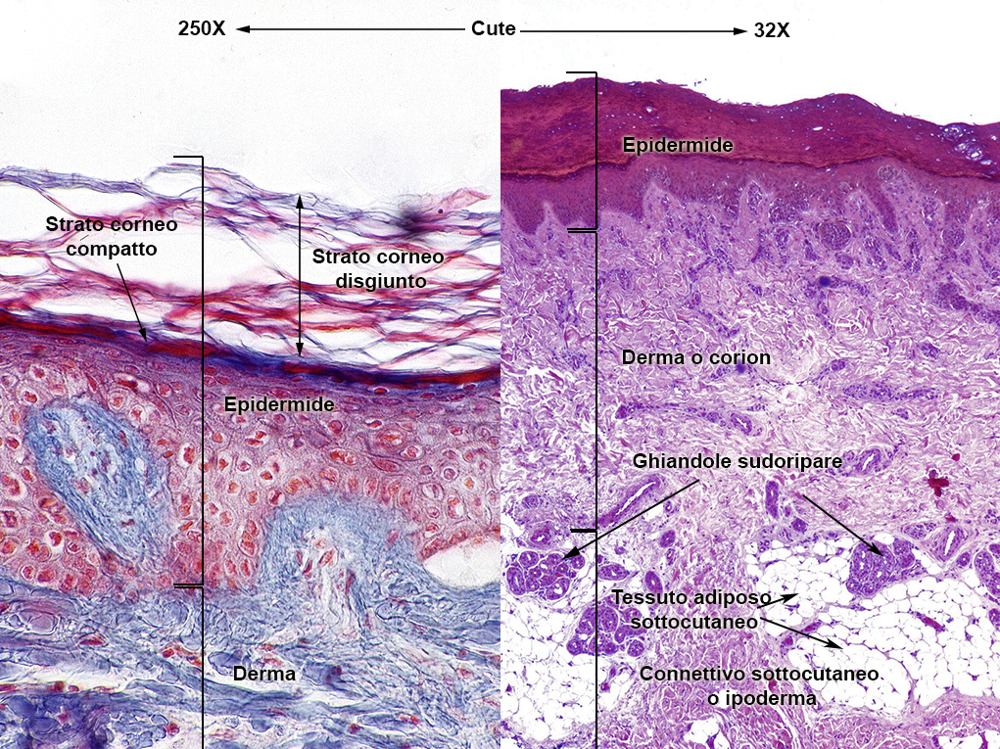 250X
Cute
32X
Strato corneo
compatto
Strato corneo
disgiunto
Epidermide
Derma
Epidermide
Derma o corion
Ghiandole sudoripare
Tessuto adiposo
sottocutaneo
Connettivo sottocutaneo
o ipoderma